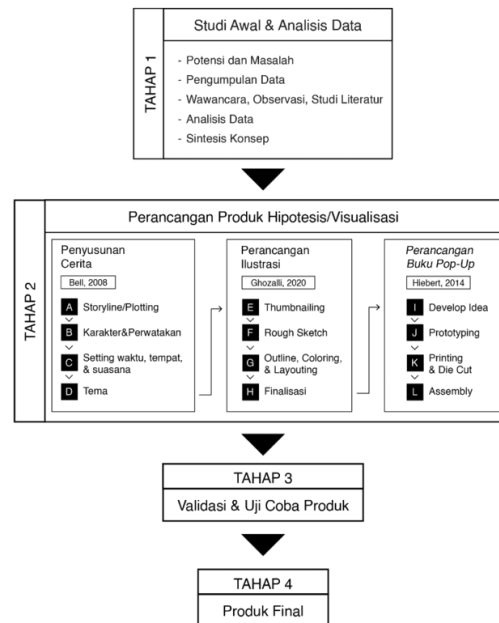 TAHAP 1
Studi Awal & Analisis Data
- Potensi dan Masalah
- Pengumpulan Data
- Wawancara, Observasi, Studi Literatur
- Analisis Data
- Sintesis Konsep
TAHAP 2
Perancangan Produk Hipotesis/Visualisasi
Penyusunan
Cerita
Bell, 2008
A Storyline/Plotting
B Karakter&Perwatakan
C Setting waktu, tempat,
& suasana
D Tema
Perancangan
Ilustrasi
Ghozalli, 2020
E Thumbnailing
F Rough Sketch
G Outline, Coloring,
& Layouting
H Finalisasi
Perancangan
Buku Pop-Up
Hiebert, 2014
I Develop Idea
J Prototyping
K Printing
& Die Cut
L Assembly
TAHAP 3
Validasi & Uji Coba Produk
TAHAP 4
Produk Final